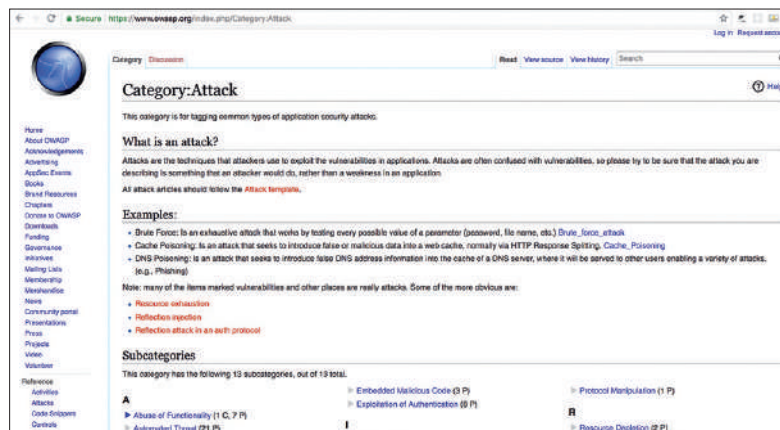 Secure https://www.owasp.org/index.php/Category:Attack
Log in Request acco
Category Discussion
Read View source View history Search
Category:Attack
Help
This category is for tagging common types of application security attacks.
What is an attack?
Attacks are the techniques that attackers use to exploit the vulnerabilities in applications. Attacks are often confused with vulnerabilities, so please try to be sure that the attack you are
describing is something that an attacker would do, rather than a weakness in an application
All attack articles should follow the Attack template.
Examples:
Brute Force: Is an exhaustive attack that works by testing every possible value of a parameter (password, file name, etc.) Brute_force_attack
Cache Poisoning: Is an attack that seeks to introduce false or malicious data into a web cache, normally via HTTP Response Splitting. Cache_Poisoning
DNS Poisoning: Is an attack that seeks to introduce false DNS address information into the cache of a DNS server, where it will be served to other users enabling a variety of attacks.
(e.g., Phishing)
Note: many of the items marked vulnerabilities and other places are really attacks. Some of the more obvious are:
Resource exhaustion
Reflection injection
Reflection attack in an auth protocol
Subcategories
This category has the following 13 subcategories, out of 13 total.
A
Abuse of Functionality (1 C, 7 P)
Automated Threat (21 P)
Embedded Malicious Code (3 P)
Exploitation of Authentication (6 P)
I
Protocol Manipulation (1 P)
R
Resource Depletion (2 P)
Home
About OWASP
Acknowledgements
Advertising
AppSec Events
Books
Brand Resources
Chapters
Donate to OWASP
Downloads
Funding
Governance
Initiatives
Mailing Lists
Membership
Merchandise
News
Community portal
Presentations
Press
Projects
Video
Volunteer
Reference
Activities
Attacks
Code Snippets
Controls